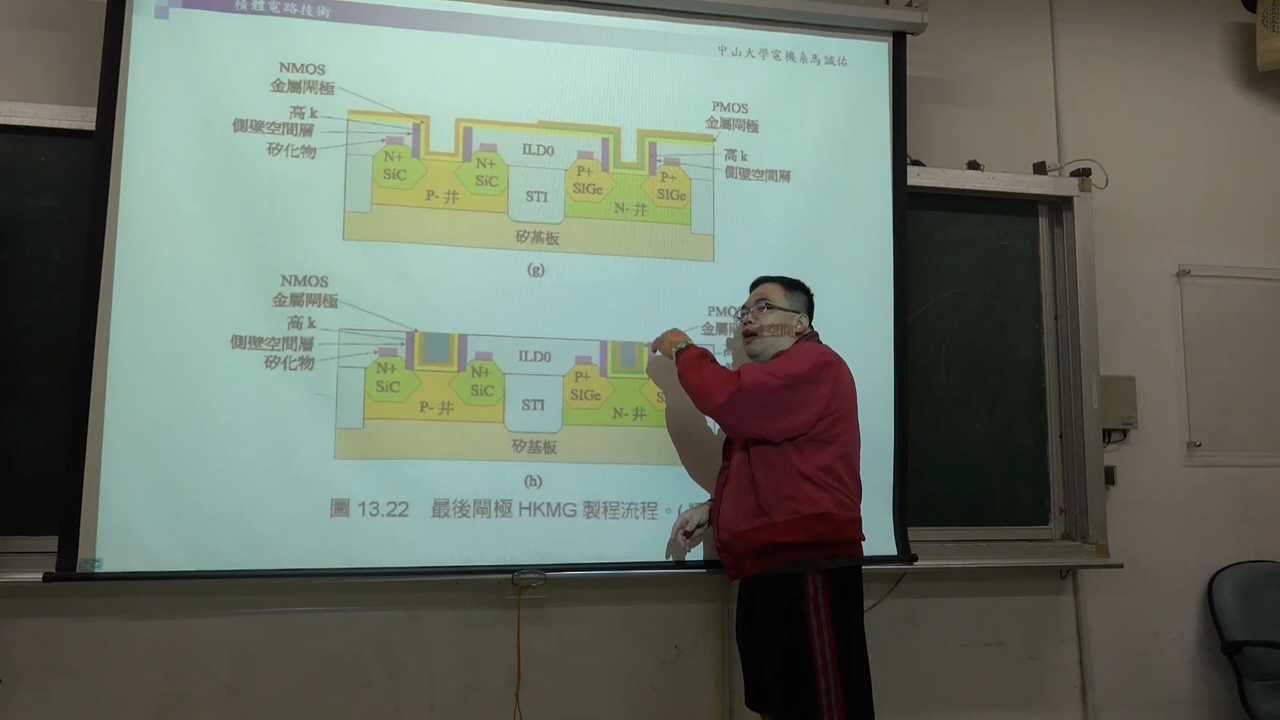 積體電路技術
中山大學電機系馬誠佑
NMOS
金屬閘極
高 k
側壁空間層
矽化物
PMOS
金屬閘極
高 k
側壁空間層
N+
SiC
N+
SiC
ILD0
P+
SIGe
P+
SIGe
P- 井
STI
N- 井
矽基板
(g)
NMOS
金屬閘極
高 k
側壁空間層
矽化物
PMO
金屬
N+
SiC
N+
SiC
ILD0
P+
SIGe
P- 井
STI
N- 井
矽基板
(h)
圖 13.22 最後閘極 HKMG 製程流程。(